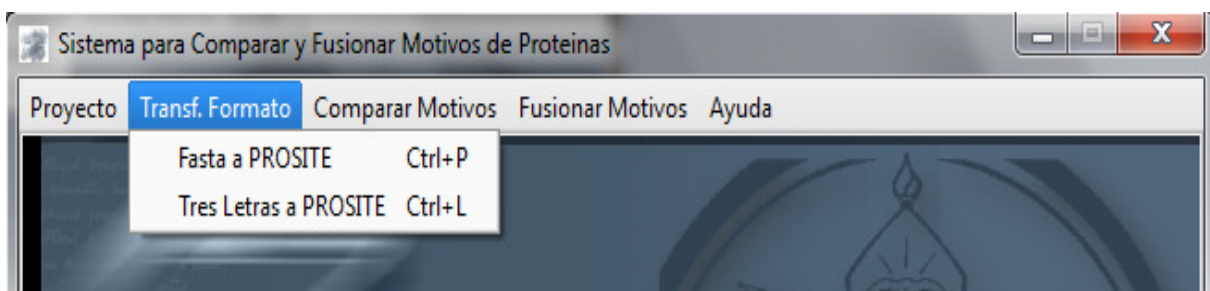 Sistema para Comparar y Fusionar Motivos de Proteinas
Proyecto Transf. Formato Comparar Motivos Fusionar Motivos Ayuda
Fasta a PROSITE Ctrl+P
Tres Letras a PROSITE Ctrl+L